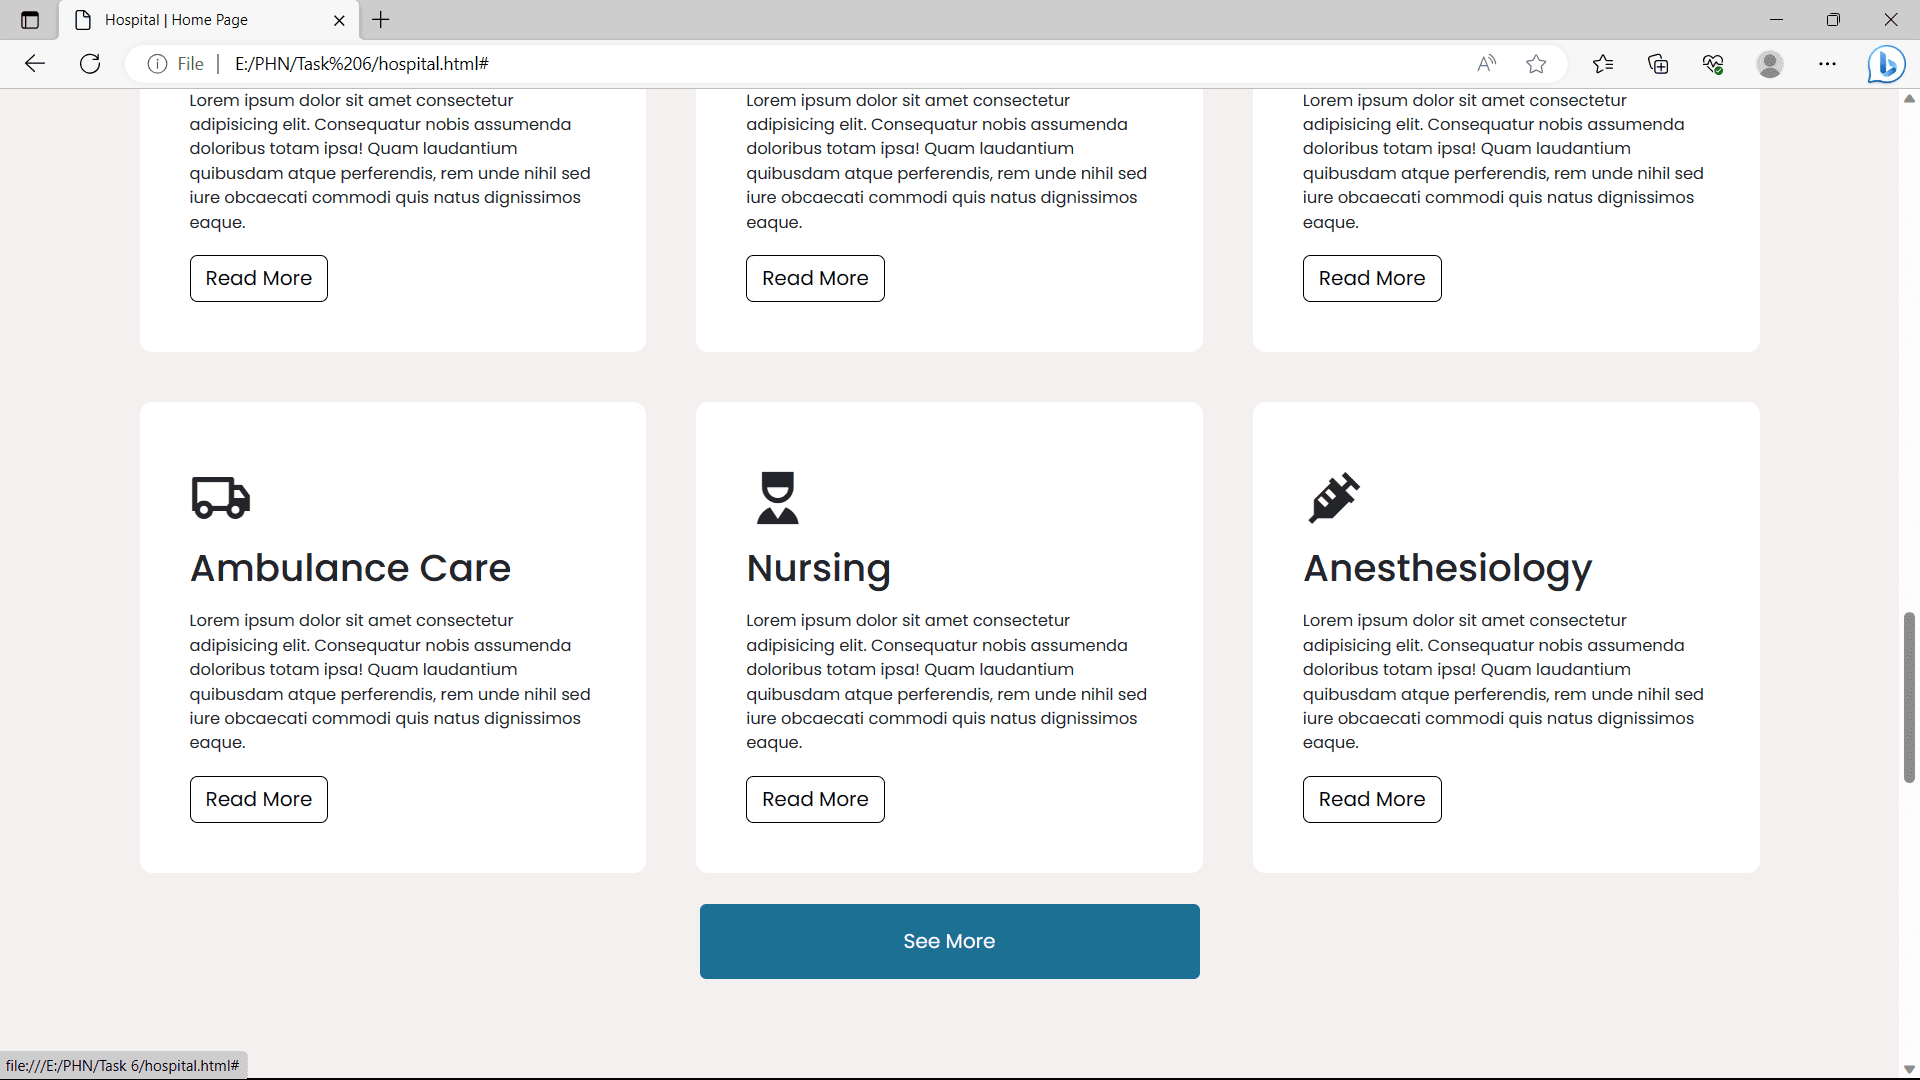 Hospital | Home Page
File
E:/PHN/Task%206/hospital.html#
Lorem ipsum dolor sit amet consectetur
adipisicing elit. Consequatur nobis assumenda
doloribus totam ipsa! Quam laudantium
quibusdam atque perferendis, rem unde nihil sed
iure obcaecati commodi quis natus dignissimos
eaque.
Read More
Lorem ipsum dolor sit amet consectetur
adipisicing elit. Consequatur nobis assumenda
doloribus totam ipsa! Quam laudantium
quibusdam atque perferendis, rem unde nihil sed
iure obcaecati commodi quis natus dignissimos
eaque.
Read More
Lorem ipsum dolor sit amet consectetur
adipisicing elit. Consequatur nobis assumenda
doloribus totam ipsa! Quam laudantium
quibusdam atque perferendis, rem unde nihil sed
iure obcaecati commodi quis natus dignissimos
eaque.
Read More
Ambulance Care
Lorem ipsum dolor sit amet consectetur
adipisicing elit. Consequatur nobis assumenda
doloribus totam ipsa! Quam laudantium
quibusdam atque perferendis, rem unde nihil sed
iure obcaecati commodi quis natus dignissimos
eaque.
Read More
Nursing
Lorem ipsum dolor sit amet consectetur
adipisicing elit. Consequatur nobis assumenda
doloribus totam ipsa! Quam laudantium
quibusdam atque perferendis, rem unde nihil sed
iure obcaecati commodi quis natus dignissimos
eaque.
Read More
Anesthesiology
Lorem ipsum dolor sit amet consectetur
adipisicing elit. Consequatur nobis assumenda
doloribus totam ipsa! Quam laudantium
quibusdam atque perferendis, rem unde nihil sed
iure obcaecati commodi quis natus dignissimos
eaque.
Read More
See More
file:///E:/PHN/Task 6/hospital.html#